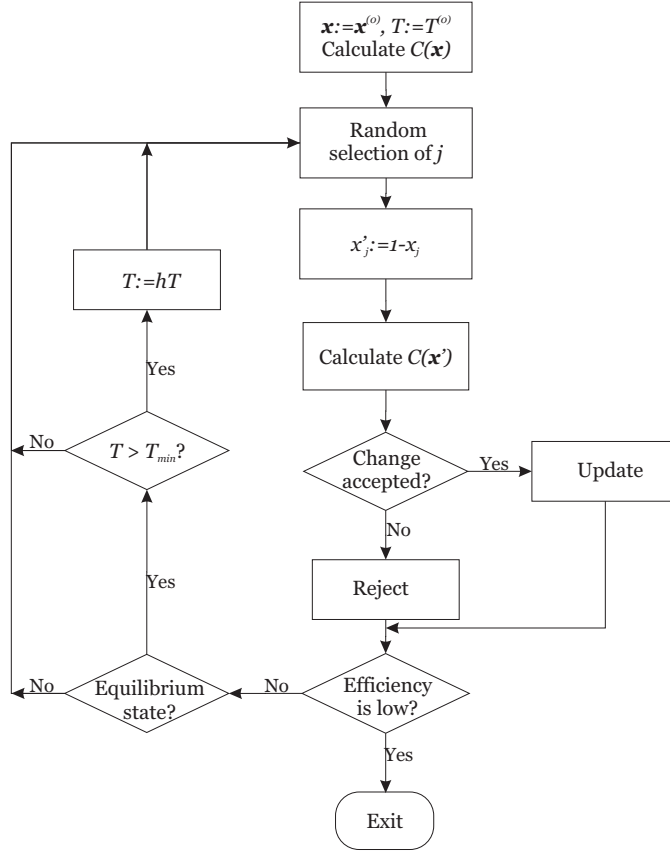 x:=x⁽ᵒ⁾, T:=T⁽ᵒ⁾
Calculate C(x)
Random
selection of j
x'ⱼ:=1-xⱼ
T:=hT
Calculate C(x')
Yes
No
T > Tₘᵢₙ?
Change
accepted?
Yes
Update
No
Yes
Reject
No
Equilibrium
state?
No
Efficiency
is low?
Yes
Exit